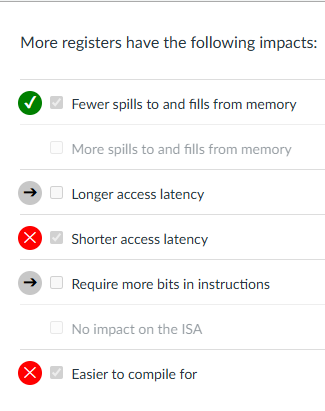 More registers have the following impacts:
Fewer spills to and fills from memory
More spills to and fills from memory
Longer access latency
Shorter access latency
Require more bits in instructions
No impact on the ISA
Easier to compile for